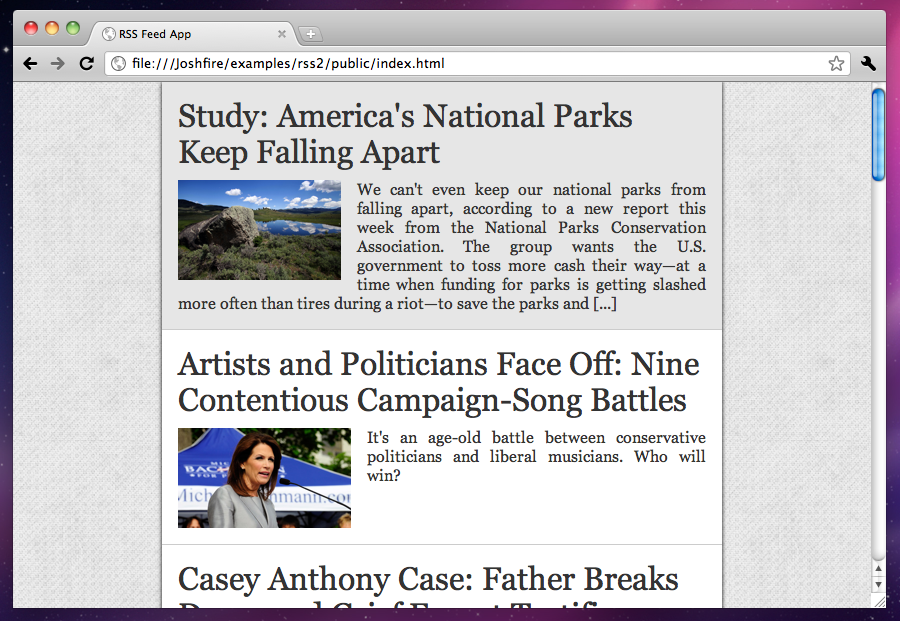 RSS Feed App
file:///Joshfire/examples/rss2/public/index.html
Study: America's National Parks
Keep Falling Apart
We can't even keep our national parks from
falling apart, according to a new report this
week from the National Parks Conservation
Association. The group wants the U.S.
government to toss more cash their way—at a
time when funding for parks is getting slashed
more often than tires during a riot—to save the parks and [...]
Artists and Politicians Face Off: Nine
Contentious Campaign-Song Battles
It's an age-old battle between conservative
politicians and liberal musicians. Who will
win?
Casey Anthony Case: Father Breaks